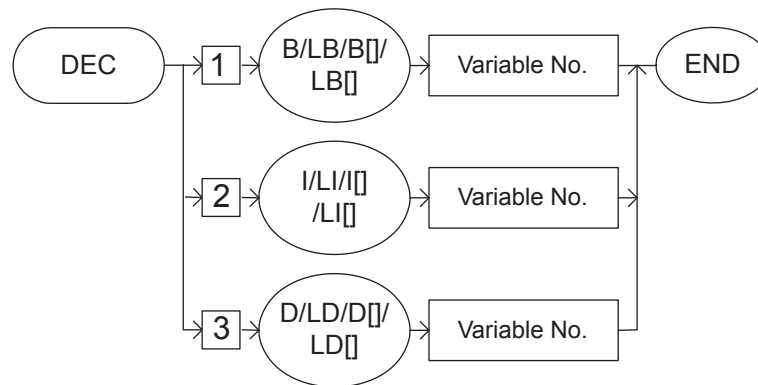 DEC
1
B/LB/B[]/
LB[]
Variable No.
END
2
I/LI/I[]
/LI[]
Variable No.
3
D/LD/D[]/
LD[]
Variable No.